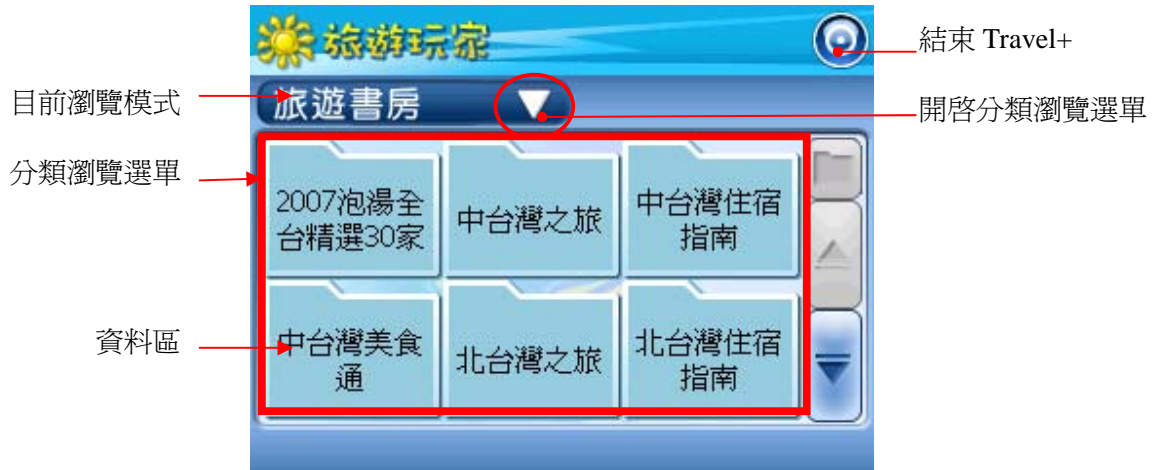 旅遊玩家
結束 Travel+
目前瀏覽模式
旅遊書房
開啓分類瀏覽選單
分類瀏覽選單
2007泡湯全
台精選30家
中台灣之旅
中台灣住宿
指南
資料區
中台灣美食
通
北台灣之旅
北台灣住宿
指南